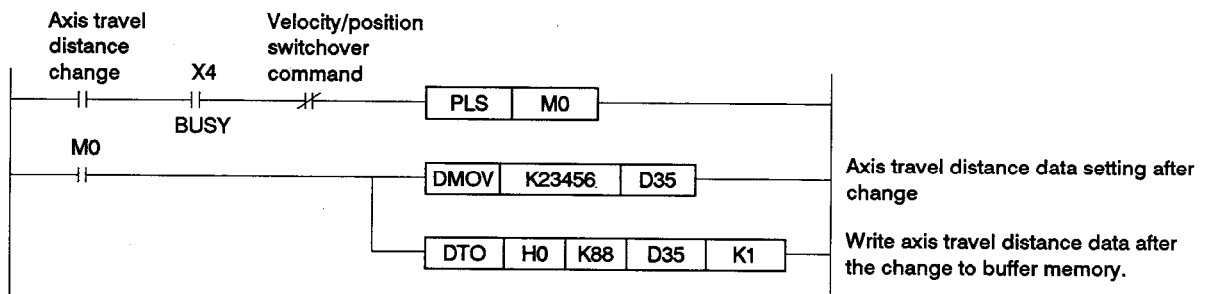 Axis travel
distance
change
X4
BUSY
Velocity/position
switchover
command
PLS M0
M0
DMOV K23456 D35
Axis travel distance data setting after
change
DTO H0 K88 D35 K1
Write axis travel distance data after
the change to buffer memory.